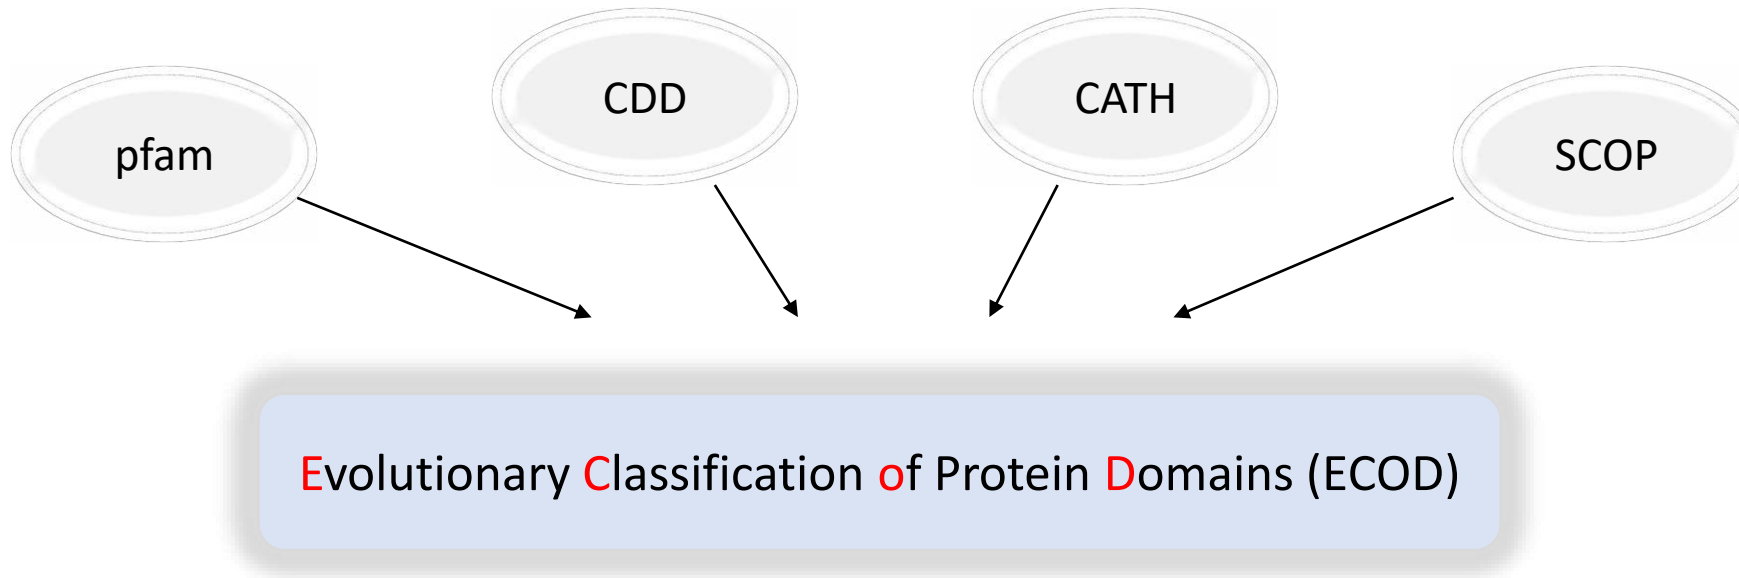 pfam
CDD
CATH
SCOP
Evolutionary Classification of Protein Domains (ECOD)